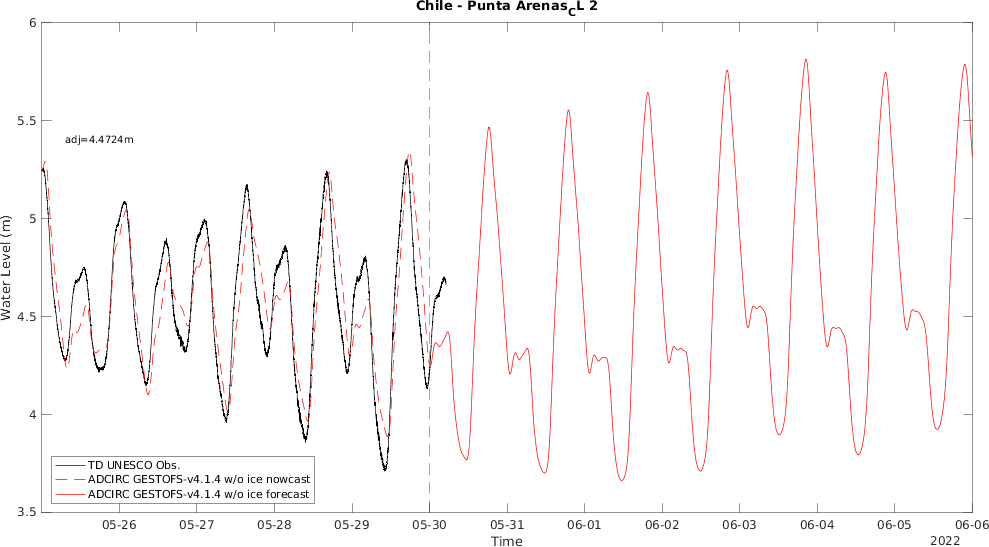 Chile - Punta Arenas_CL 2
6
5.5
5
4.5
4
3.5
Water Level (m)
adj=4.4724m
TD UNESCO Obs.
ADCIRC GESTOFS-v4.1.4 w/o ice nowcast
ADCIRC GESTOFS-v4.1.4 w/o ice forecast
05-26 05-27 05-28 05-29 05-30 05-31 06-01 06-02 06-03 06-04 06-05 06-06
Time
2022